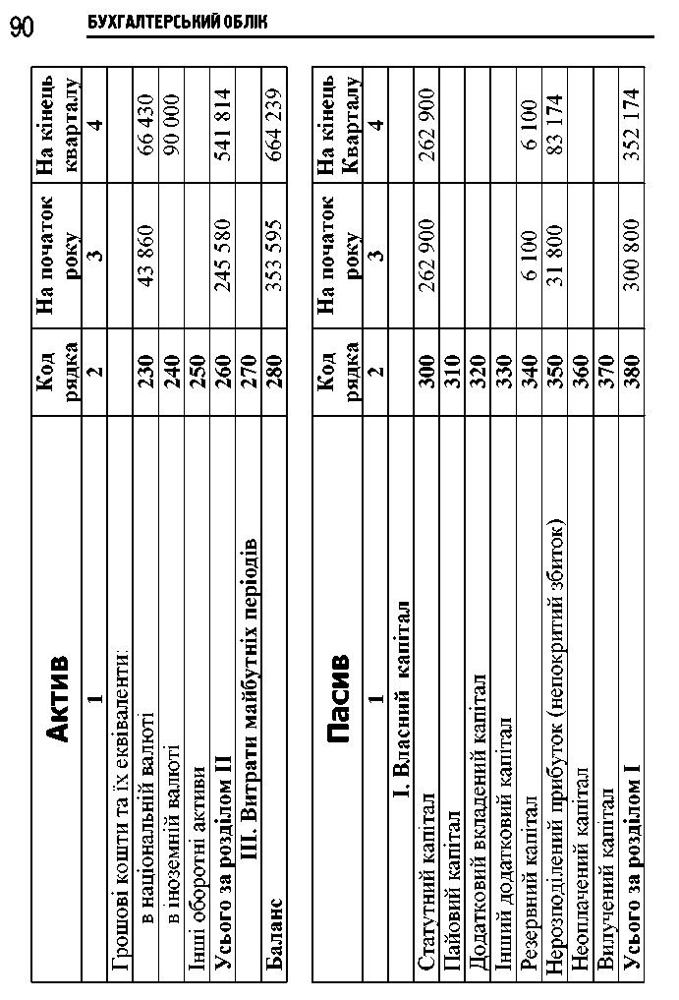 90
БУХГАЛТЕРСЬКИЙ ОБЛІК
Актив Код рядка На початок року На кінець кварталу
1 2 3 4
Грошові кошти та їх еквіваленти:
в національній валюті 230 43 860 66 430
в іноземній валюті 240 90 000
Інші оборотні активи 250
Усього за розділом II 260 245 580 541 814
III. Витрати майбутніх періодів 270
Баланс 280 353 595 664 239
Пасив Код рядка На початок року На кінець Кварталу
1 2 3 4
I. Власний капітал
Статутний капітал 300 262 900 262 900
Пайовий капітал 310
Додатковий вкладений капітал 320
Інший додатковий капітал 330
Резервний капітал 340 6 100 6 100
Нерозподілений прибуток (непокритий збиток) 350 31 800 83 174
Неоплачений капітал 360
Вилучений капітал 370
Усього за розділом I 380 300 800 352 174